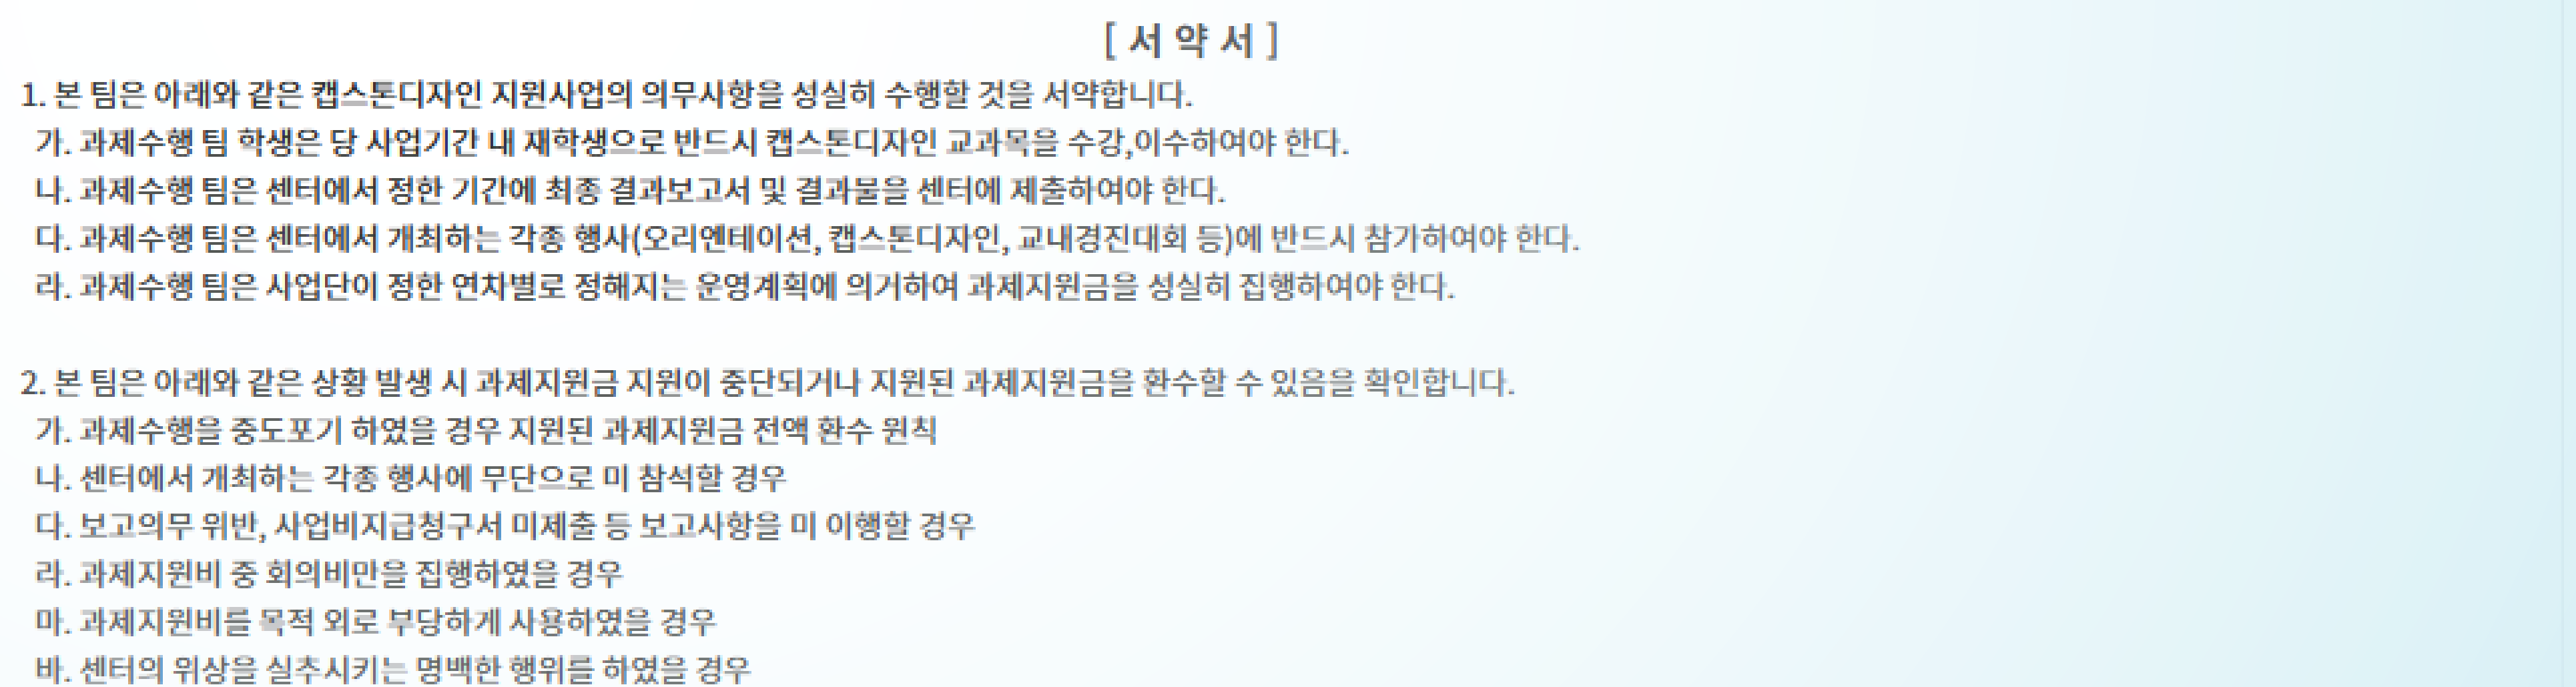 [ 서 약 서 ]
1. 본 팀은 아래와 같은 캡스톤디자인 지원사업의 의무사항을 성실히 수행할 것을 서약합니다.
가. 과제수행 팀 학생은 당 사업기간 내 재학생으로 반드시 캡스톤디자인 교과목을 수강,이수하여야 한다.
나. 과제수행 팀은 센터에서 정한 기간에 최종 결과보고서 및 결과물을 센터에 제출하여야 한다.
다. 과제수행 팀은 센터에서 개최하는 각종 행사(오리엔테이션, 캡스톤디자인, 교내경진대회 등)에 반드시 참가하여야 한다.
라. 과제수행 팀은 사업단이 정한 연차별로 정해지는 운영계획에 의거하여 과제지원금을 성실히 집행하여야 한다.
2. 본 팀은 아래와 같은 상황 발생 시 과제지원금 지원이 중단되거나 지원된 과제지원금을 환수할 수 있음을 확인합니다.
가. 과제수행을 중도포기 하였을 경우 지원된 과제지원금 전액 환수 원칙
나. 센터에서 개최하는 각종 행사에 무단으로 미 참석할 경우
다. 보고의무 위반, 사업비지급청구서 미제출 등 보고사항을 미 이행할 경우
라. 과제지원비 중 회의비만을 집행하였을 경우
마. 과제지원비를 목적 외로 부당하게 사용하였을 경우
바. 센터의 위상을 실추시키는 명백한 행위를 하였을 경우